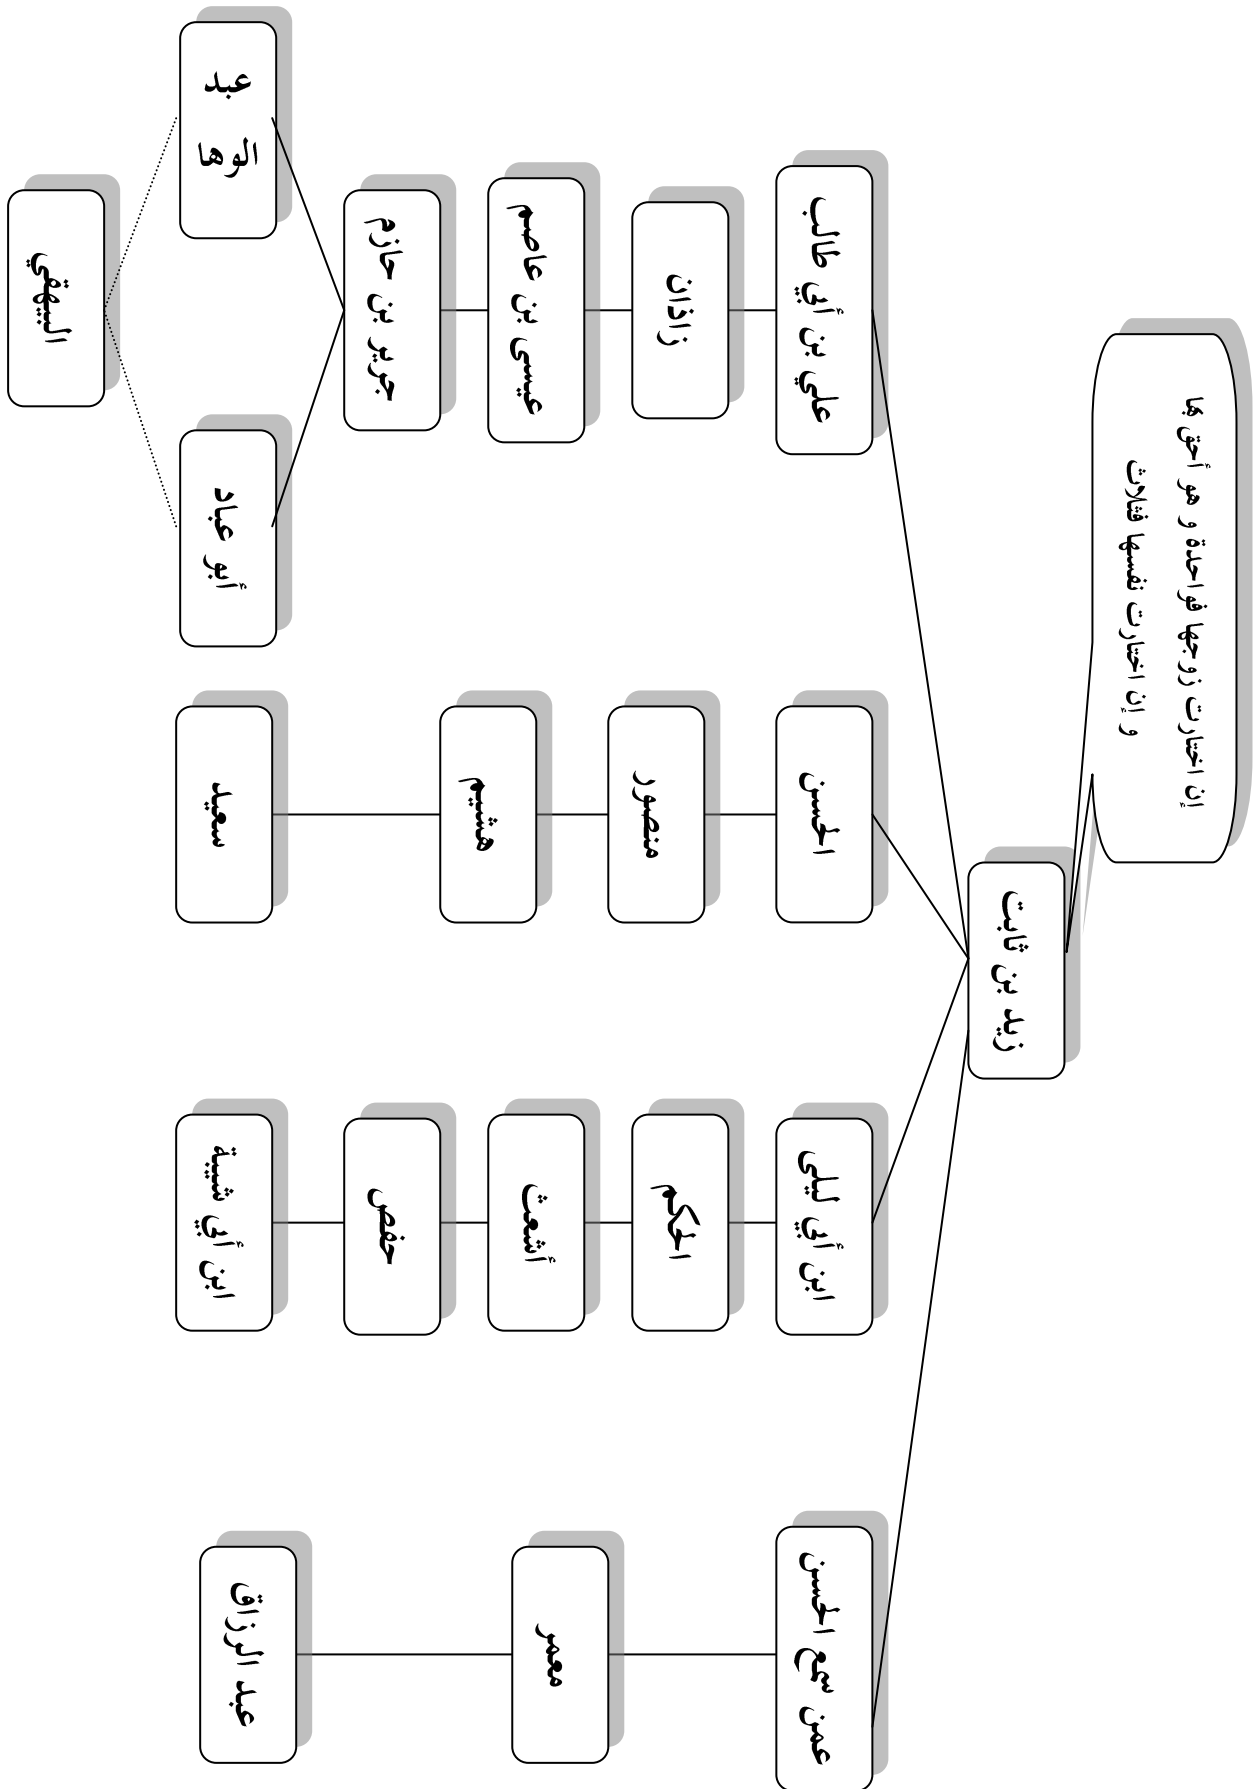 إن اختارت زوجها فواحدة و هو أحق بها
و إن اختارت نفسها فثلاث
زيد بن ثابت
علي بن أبي طالب
زاذان
عيسى بن عاصم
جرير بن حازم
عبد
الوها
أبو عباد
البيهقي
الحسن
منصور
هشيم
سعيد
ابن أبي ليلى
الحكم
أشعث
حفص
ابن أبي شيبة
عمن سمع الحسن
معمر
عبد الرزاق